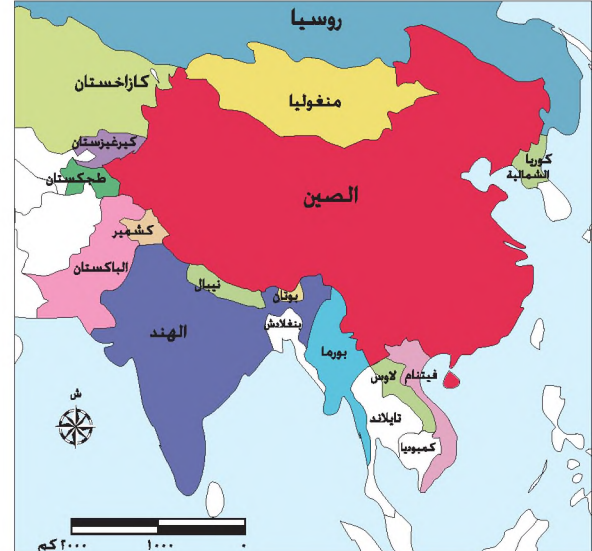 روسيا
كازاخستان
منغوليا
كيرغيزستان
طجكستان
كوريا
الشمالية
الصين
كشمير
الباكستان
نيبال
بوتان
الهند
بنغلادش
بورما
لاوس
فيتنام
تايلاند
كمبوديا
ش
٢٠٠٠ كم ١٠٠٠ ٠